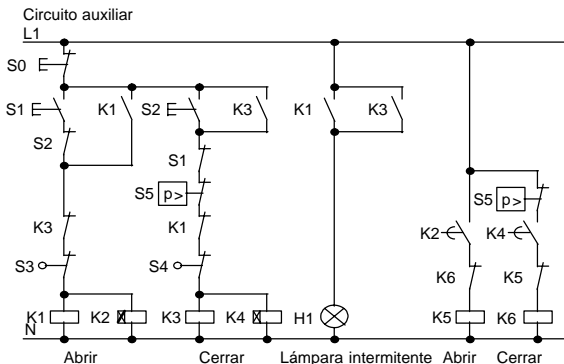 Circuito auxiliar
L1
S0
S1
K1
S2
K3
K1
K3
S2
S1
S5 p>
S5 p>
K3
K1
K2
K4
S3
S4
K6
K5
K1
K2
K3
K4
H1
K5
K6
N
Abrir
Cerrar
Lámpara intermitente
Abrir
Cerrar